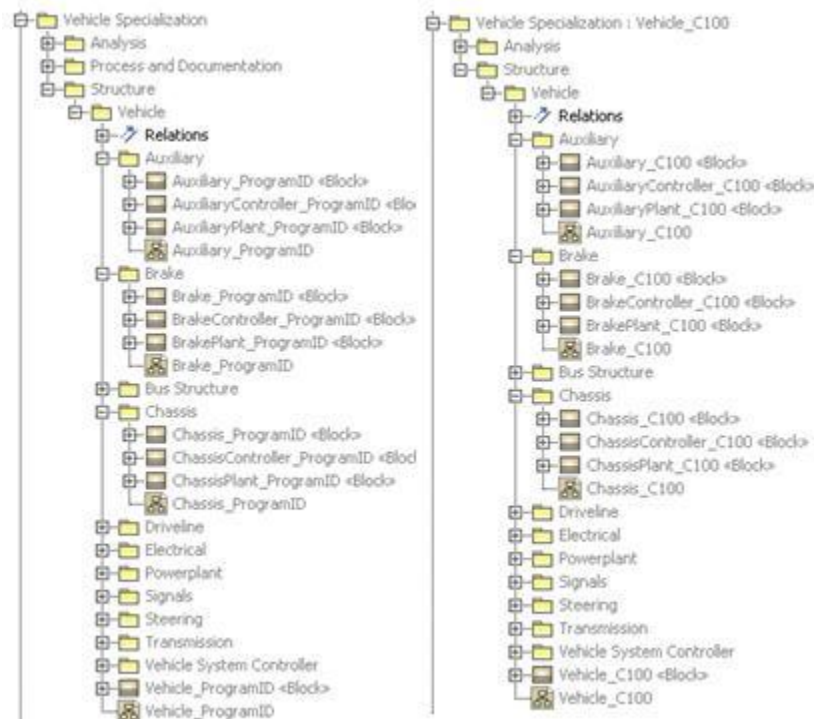 Vehicle Specialization
Analysis
Process and Documentation
Structure
Vehicle
Relations
Auxiliary
Auxiliary_ProgramID «Block»
AuxiliaryController_ProgramID «Blo
AuxiliaryPlant_ProgramID «Block»
Auxiliary_ProgramID
Brake
Brake_ProgramID «Block»
BrakeController_ProgramID «Block»
BrakePlant_ProgramID «Block»
Brake_ProgramID
Bus Structure
Chassis
Chassis_ProgramID «Block»
ChassisController_ProgramID «Blocl
ChassisPlant_ProgramID «Block»
Chassis_ProgramID
Driveline
Electrical
Powerplant
Signals
Steering
Transmission
Vehicle System Controller
Vehicle_ProgramID «Block»
Vehicle_ProgramID
Vehicle Specialization : Vehicle_C100
Analysis
Structure
Vehicle
Relations
Auxiliary
Auxiliary_C100 «Block»
AuxiliaryController_C100 «Block»
AuxiliaryPlant_C100 «Block»
Auxiliary_C100
Brake
Brake_C100 «Block»
BrakeController_C100 «Block»
BrakePlant_C100 «Block»
Brake_C100
Bus Structure
Chassis
Chassis_C100 «Block»
ChassisController_C100 «Block»
ChassisPlant_C100 «Block»
Chassis_C100
Driveline
Electrical
Powerplant
Signals
Steering
Transmission
Vehicle System Controller
Vehicle_C100 «Block»
Vehicle_C100